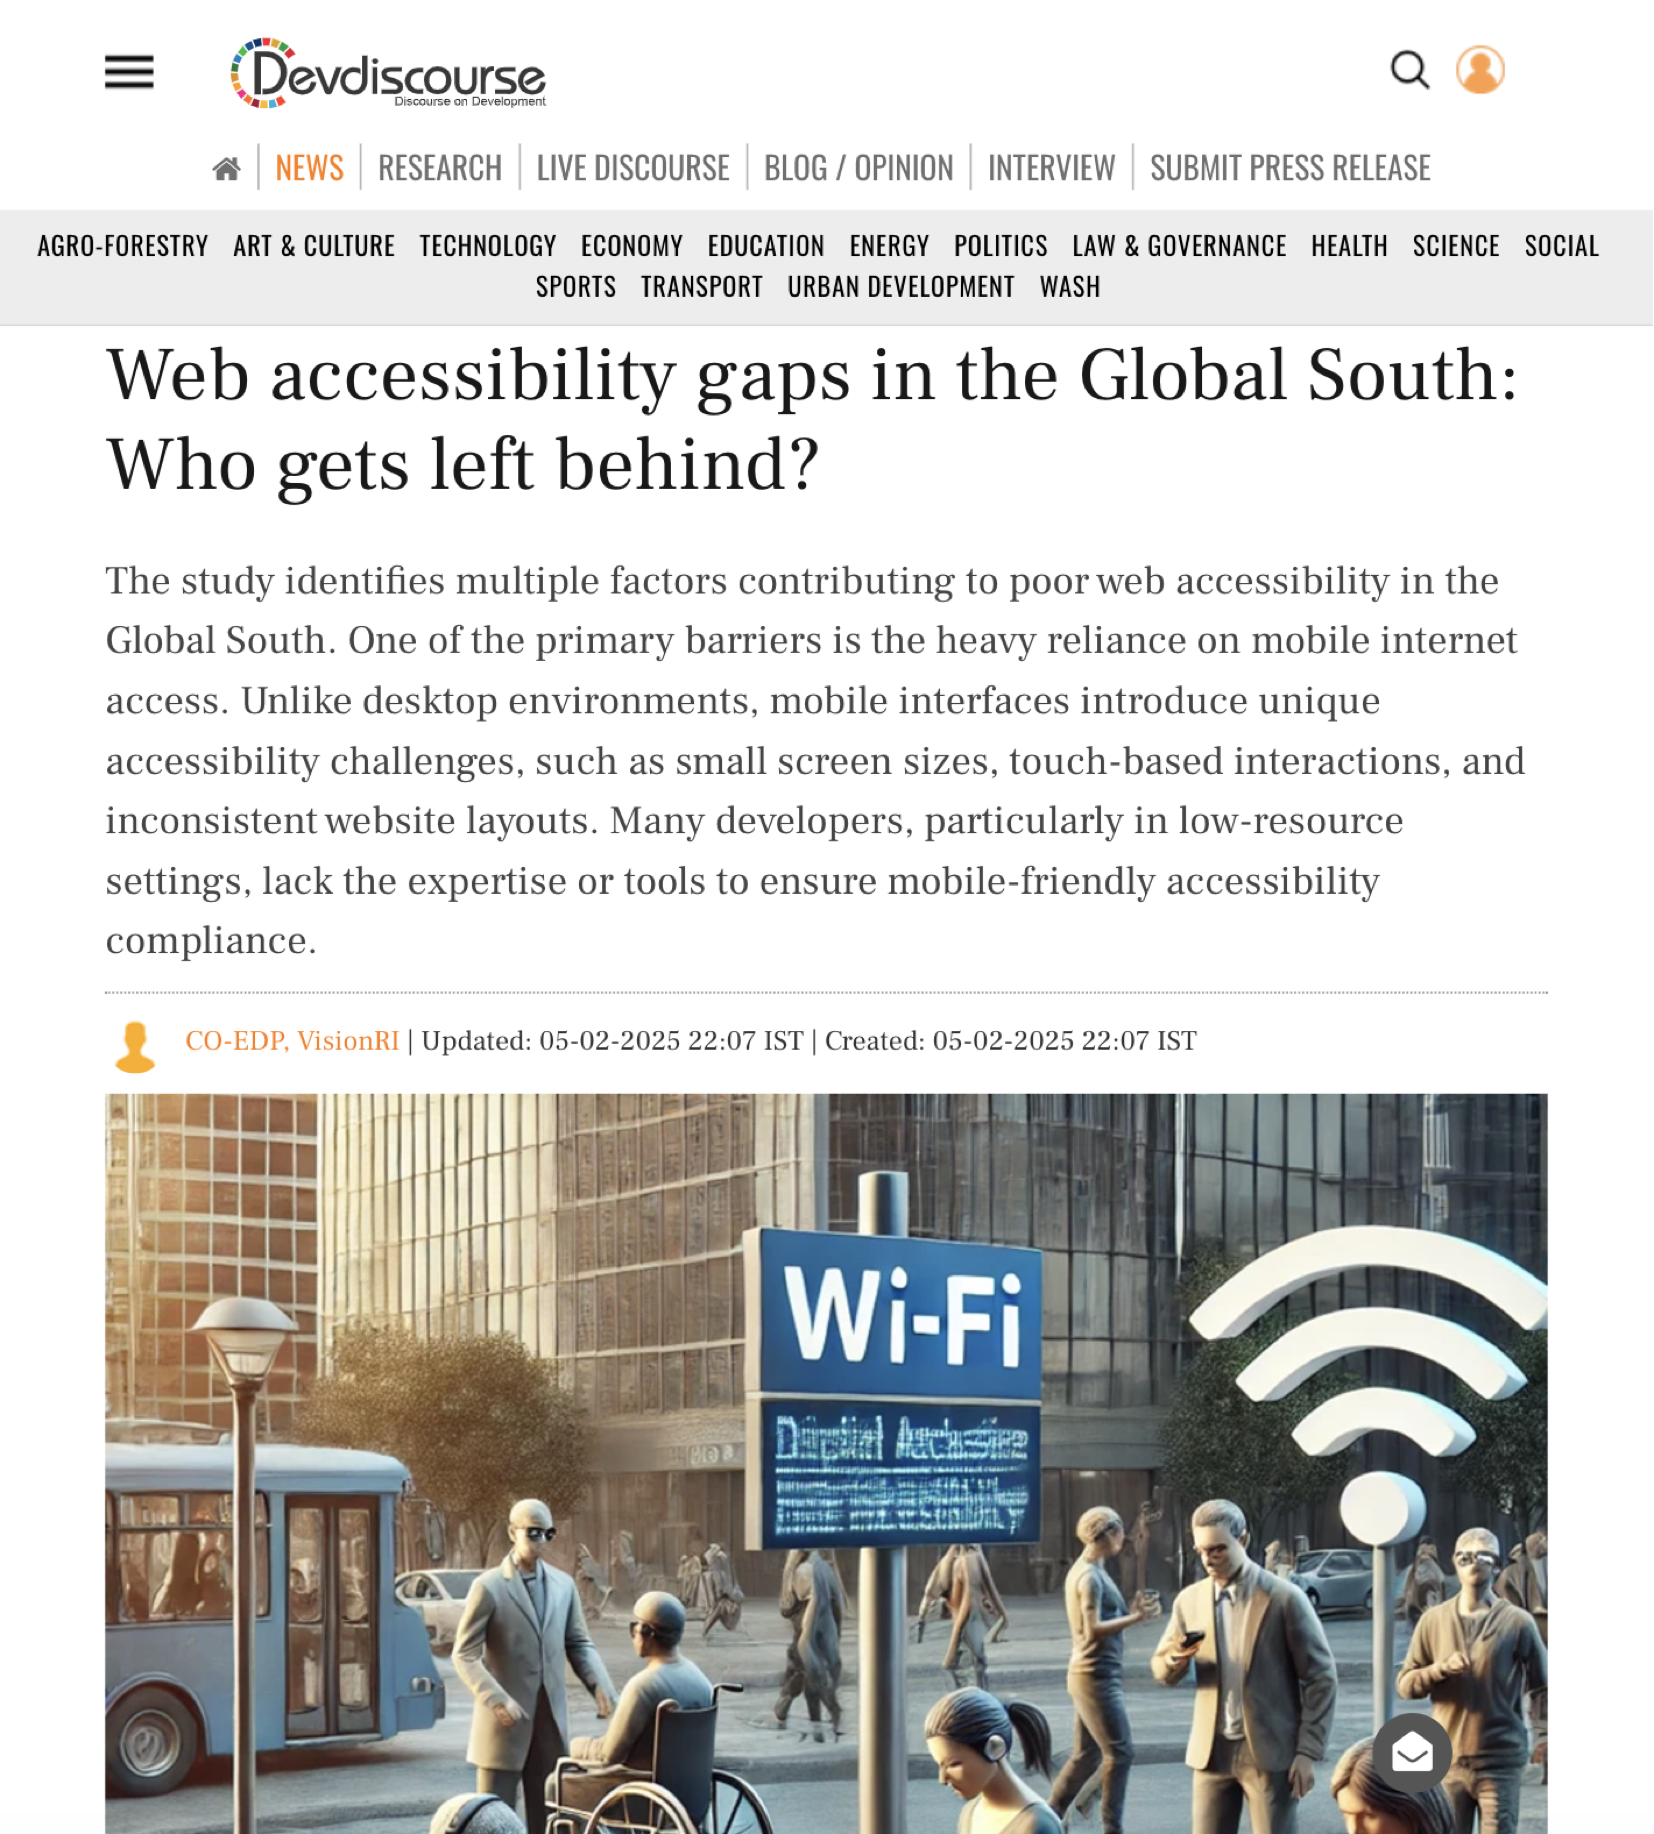 Devdiscourse
Discourse on Development
NEWS RESEARCH LIVE DISCOURSE BLOG / OPINION INTERVIEW SUBMIT PRESS RELEASE
AGRO-FORESTRY ART & CULTURE TECHNOLOGY ECONOMY EDUCATION ENERGY POLITICS LAW & GOVERNANCE HEALTH SCIENCE SOCIAL
SPORTS TRANSPORT URBAN DEVELOPMENT WASH
Web accessibility gaps in the Global South:
Who gets left behind?
The study identifies multiple factors contributing to poor web accessibility in the
Global South. One of the primary barriers is the heavy reliance on mobile internet
access. Unlike desktop environments, mobile interfaces introduce unique
accessibility challenges, such as small screen sizes, touch-based interactions, and
inconsistent website layouts. Many developers, particularly in low-resource
settings, lack the expertise or tools to ensure mobile-friendly accessibility
compliance.
CO-EDP, VisionRI | Updated: 05-02-2025 22:07 IST | Created: 05-02-2025 22:07 IST
Wi-Fi